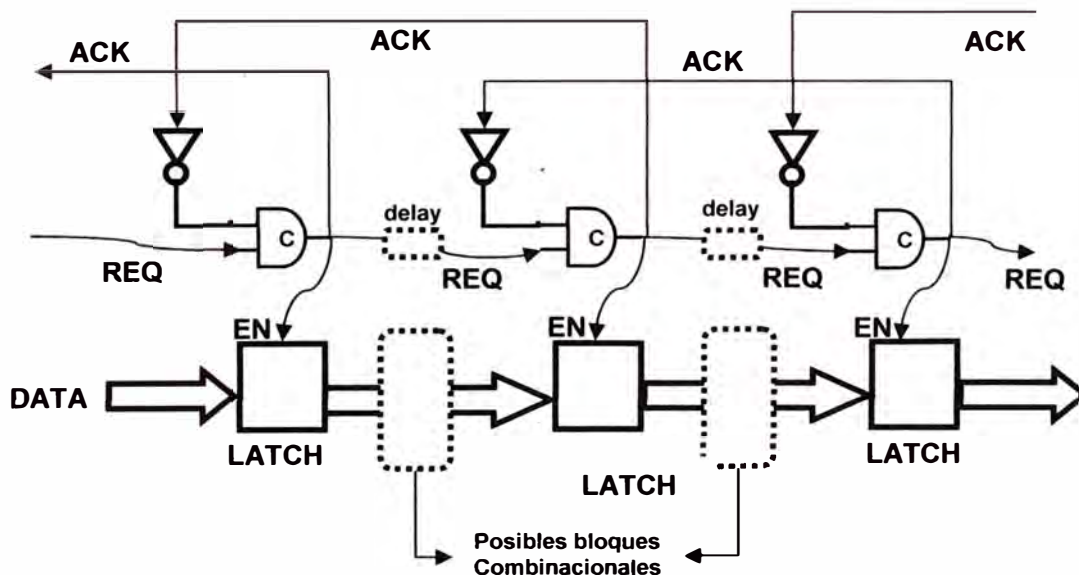 ACK
ACK
ACK
ACK
delay
delay
C
C
C
REQ
REQ
REQ
REQ
EN
EN
EN
DATA
LATCH
LATCH
LATCH
Posibles bloques
Combinacionales